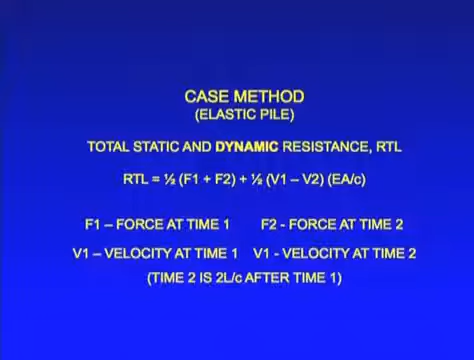 CASE METHOD
(ELASTIC PILE)
TOTAL STATIC AND DYNAMIC RESISTANCE, RTL
RTL = ½ (F1 + F2) + ½ (V1 – V2) (EA/c)
F1 – FORCE AT TIME 1 F2 - FORCE AT TIME 2
V1 – VELOCITY AT TIME 1 V1 - VELOCITY AT TIME 2
(TIME 2 IS 2L/c AFTER TIME 1)